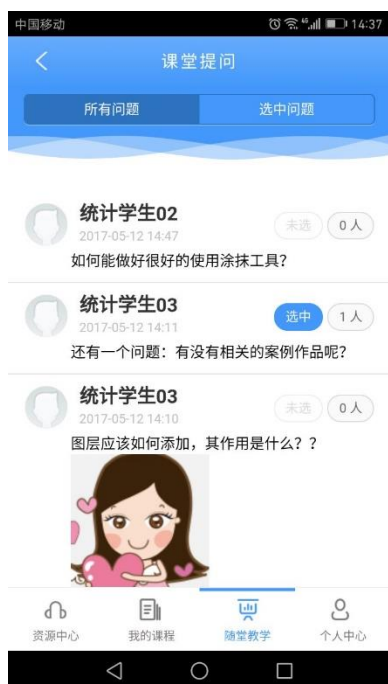 中国移动 46 14:37
课堂提问
所有问题 选中问题
统计学生02
2017-05-12 14:47
未选 0人
如何能做好很好的使用涂抹工具？
统计学生03
2017-05-12 14:11
选中 1人
还有一个问题：有没有相关的案例作品呢？
统计学生03
2017-05-12 14:10
未选 0人
图层应该如何添加，其作用是什么？？
资源中心 我的课程 随堂教学 个人中心